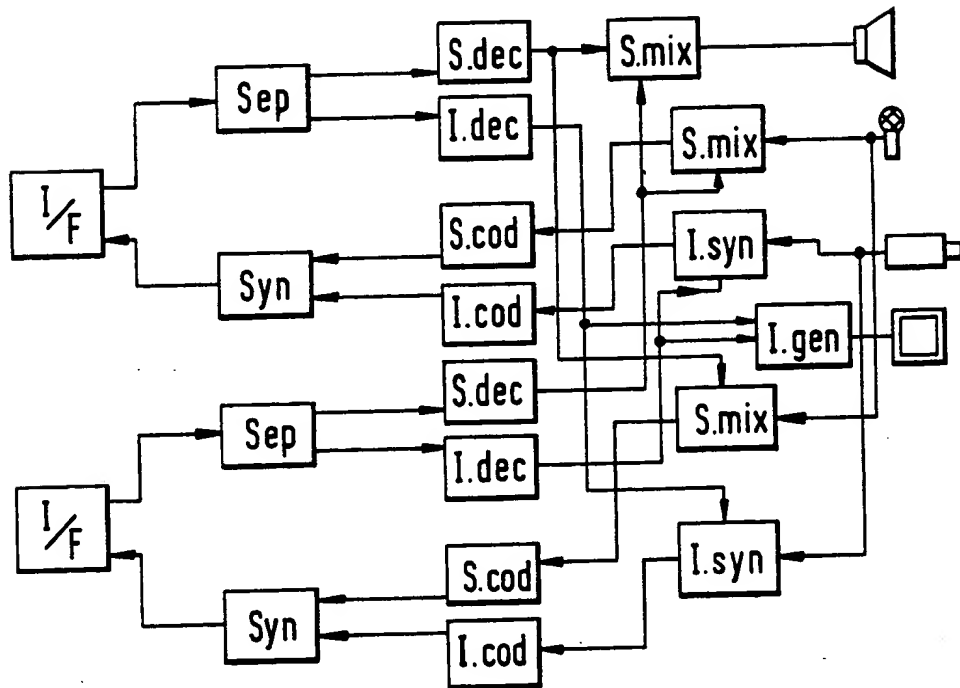 S.dec
S.mix
Sep
I.dec
S.mix
I/F
S.cod
I.syn
Syn
I.cod
I.gen
S.dec
S.mix
Sep
I.dec
I/F
S.cod
I.syn
Syn
I.cod